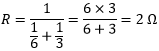 R = 1/(1/6 + 1/3) = (6 × 3)/(6 + 3) = 2 Ω